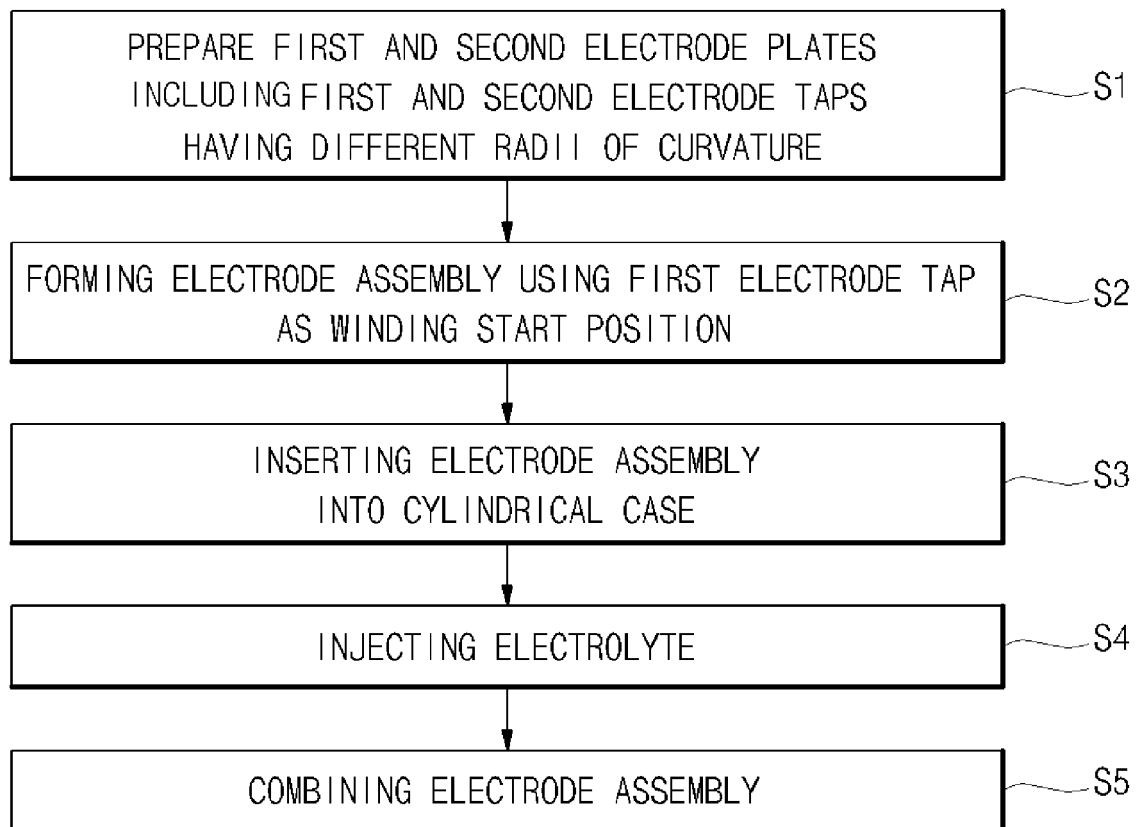 PREPARE FIRST AND SECOND ELECTRODE PLATES
INCLUDING FIRST AND SECOND ELECTRODE TAPS
HAVING DIFFERENT RADII OF CURVATURE
S1
FORMING ELECTRODE ASSEMBLY USING FIRST ELECTRODE TAP
AS WINDING START POSITION
S2
INSERTING ELECTRODE ASSEMBLY
INTO CYLINDRICAL CASE
S3
INJECTING ELECTROLYTE
S4
COMBINING ELECTRODE ASSEMBLY
S5